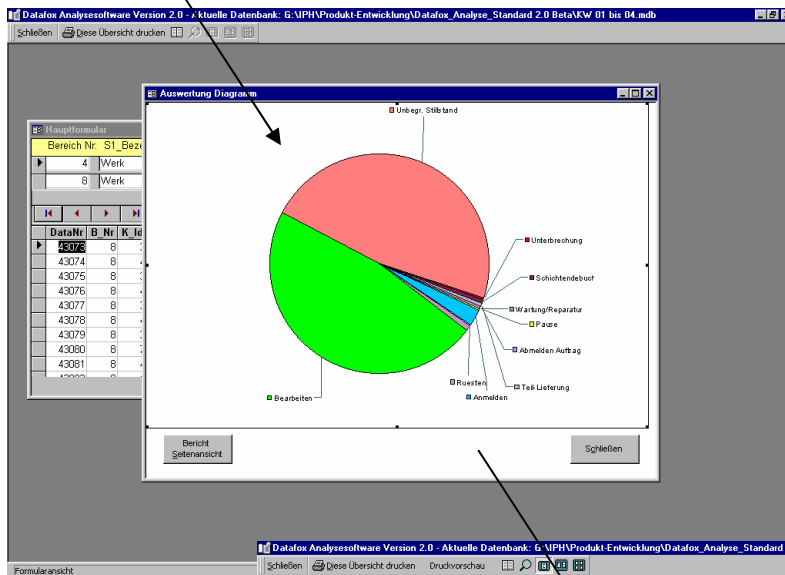 Datafox Analysesoftware Version 2.0 - Aktuelle Datenbank: G:\IPH\Produkt-Entwicklung\Datafox_Analyse_Standard 2.0 Beta\KW 01 bis 04.mdb
Schließen Diese Übersicht drucken
Auswertung Diagramm
Unbegr. Stillstand
Hauptformular
Bereich Nr: S1_Beze
4 Werk
8 Werk
DataNr B_Nr K_Id
43073 8
43074 8
43075 8
43076 8
43077 8
43078 8
43079 8
43080 8
43081 8
Unterbrechung
Schichtendebuch
Wartung/Reparatur
Pause
Abmelden Auftrag
Teil-Lieferung
Ruesten
Anmelden
Bearbeiten
Bericht
Seitenansicht
Schließen
Datafox Analysesoftware Version 2.0 - Aktuelle Datenbank: G:\IPH\Produkt-Entwicklung\Datafox_Analyse_Standard
Schließen Diese Übersicht drucken Druckvorschau
Formularansicht